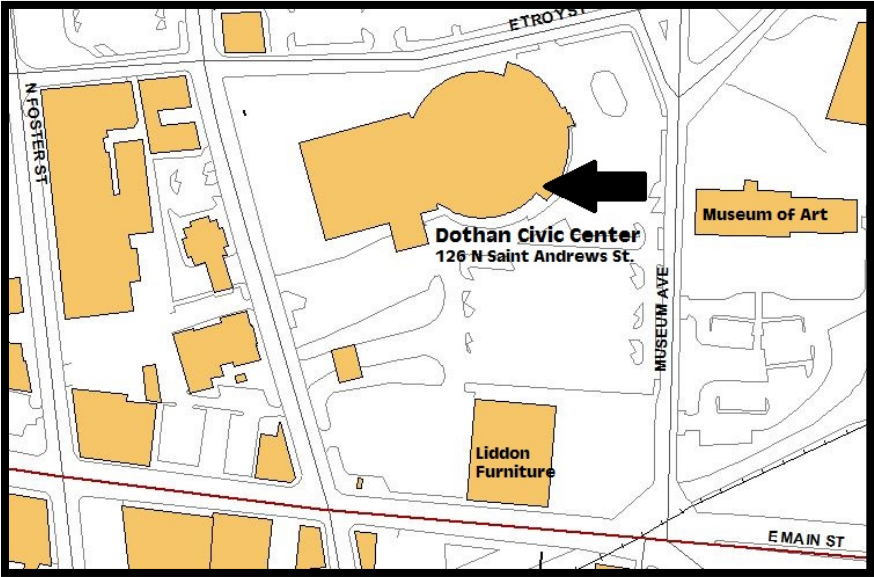 E TROY ST
N FOSTER ST
Museum of Art
Dothan Civic Center
126 N Saint Andrews St.
MUSEUM AVE
Liddon
Furniture
E MAIN ST